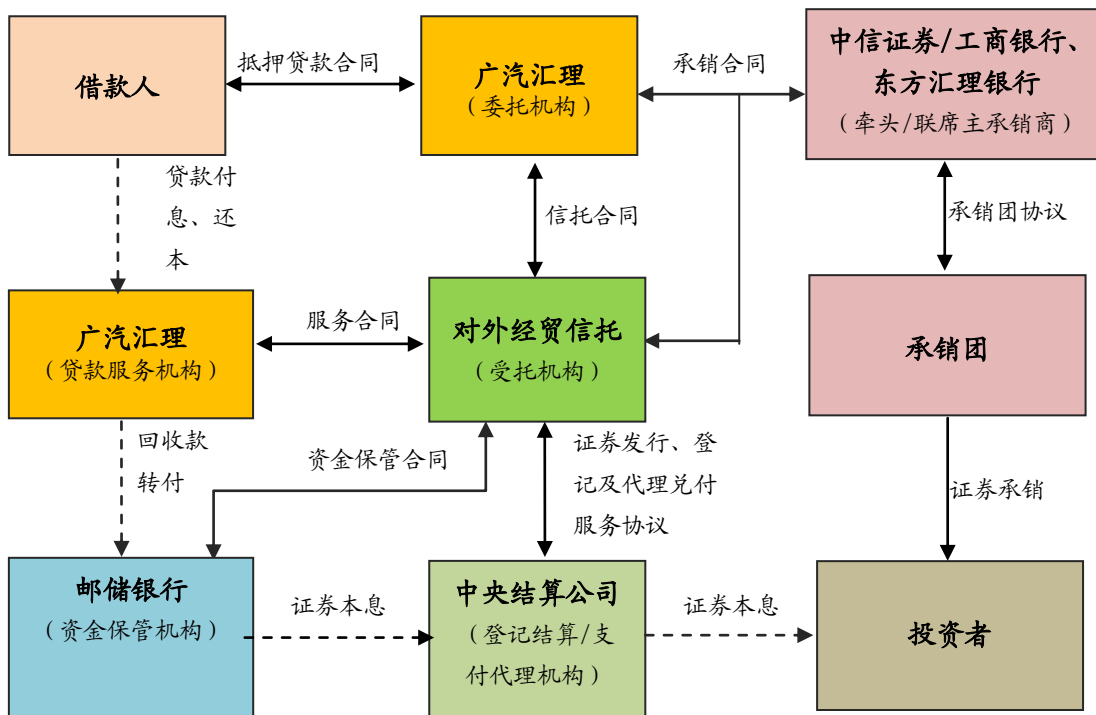 借款人
抵押贷款合同
广汽汇理
（委托机构）
承销合同
中信证券/工商银行、
东方汇理银行
（牵头/联席主承销商）
贷款付
息、还
本
信托合同
承销团协议
广汽汇理
（贷款服务机构）
服务合同
对外经贸信托
（受托机构）
承销团
回收款
转付
资金保管合同
证券发行、登
记及代理兑付
服务协议
证券承销
邮储银行
（资金保管机构）
证券本息
中央结算公司
（登记结算/支
付代理机构）
证券本息
投资者